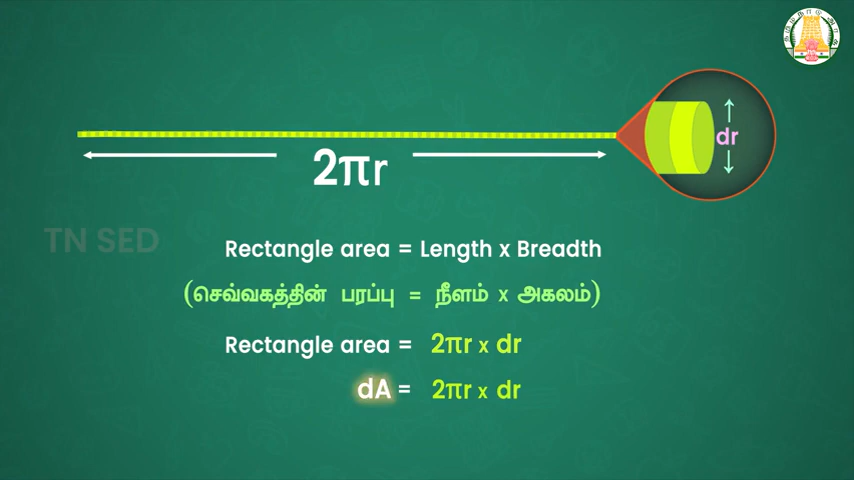 dr
2πr
TN SED
Rectangle area = Length x Breadth
(செவ்வகத்தின் பரப்பு = நீளம் x அகலம்)
Rectangle area = 2πr x dr
dA = 2πr x dr